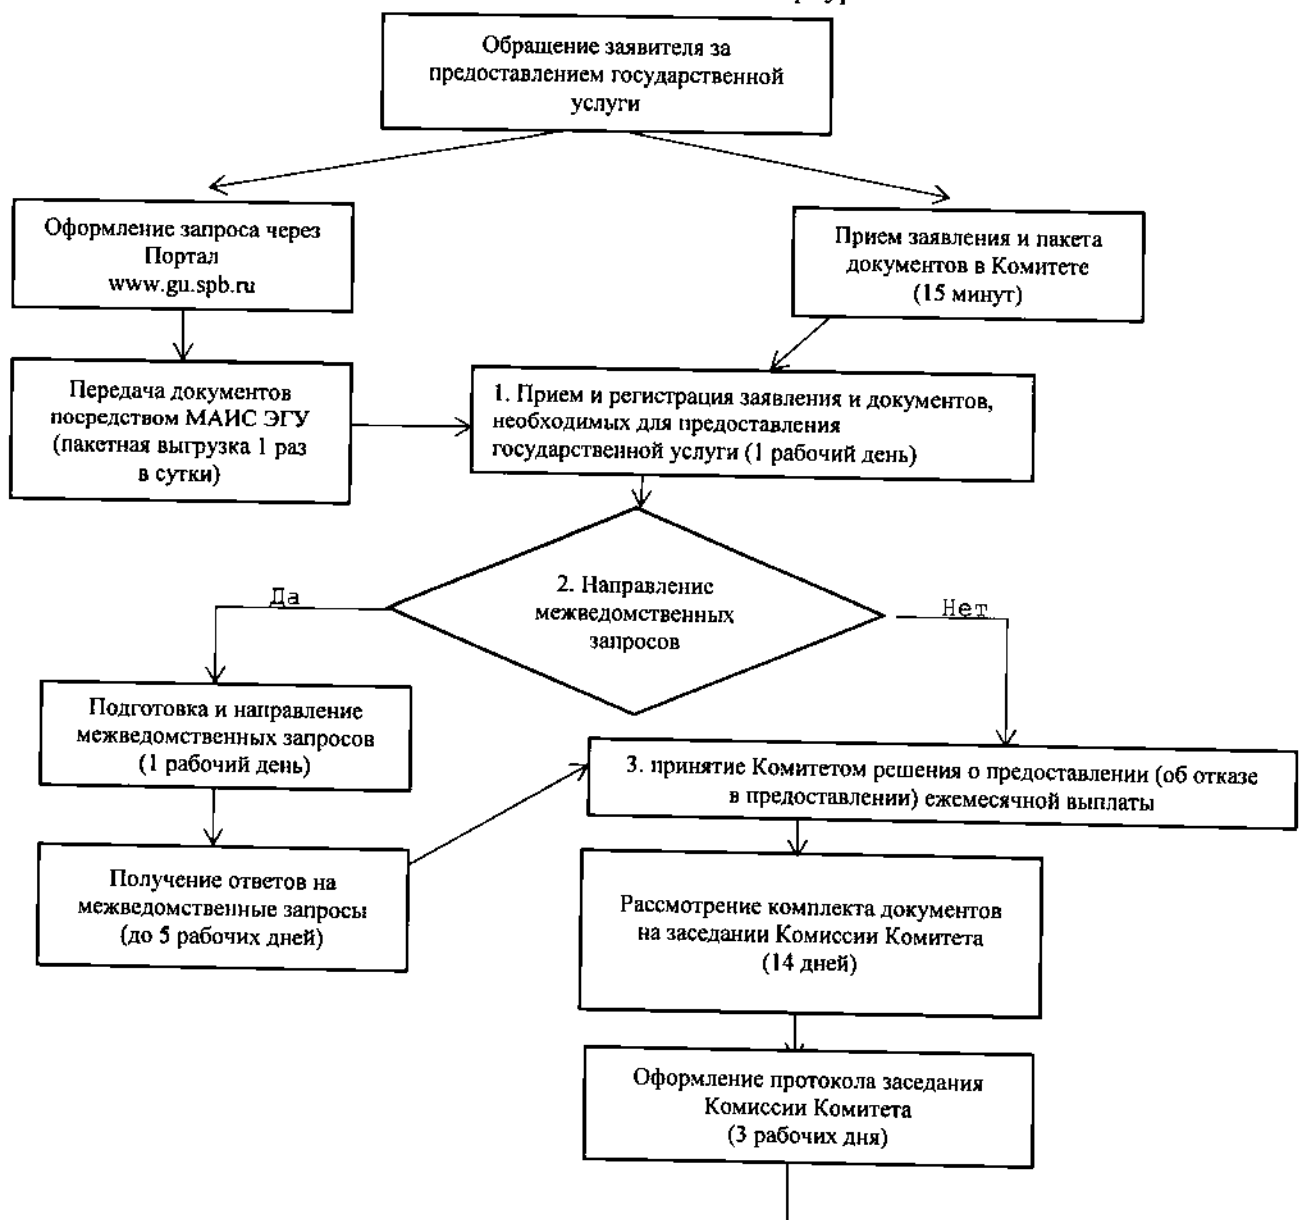 Обращение заявителя за
предоставлением государственной
услуги
Оформление запроса через
Портал
www.gu.spb.ru
Прием заявления и пакета
документов в Комитете
(15 минут)
Передача документов
посредством МАИС ЭГУ
(пакетная выгрузка 1 раз
в сутки)
1. Прием и регистрация заявления и документов,
необходимых для предоставления
государственной услуги (1 рабочий день)
2. Направление
межведомственных
запросов
Да
Нет
Подготовка и направление
межведомственных запросов
(1 рабочий день)
3. принятие Комитетом решения о предоставлении (об отказе
в предоставлении) ежемесячной выплаты
Получение ответов на
межведомственные запросы
(до 5 рабочих дней)
Рассмотрение комплекта документов
на заседании Комиссии Комитета
(14 дней)
Оформление протокола заседания
Комиссии Комитета
(3 рабочих дня)